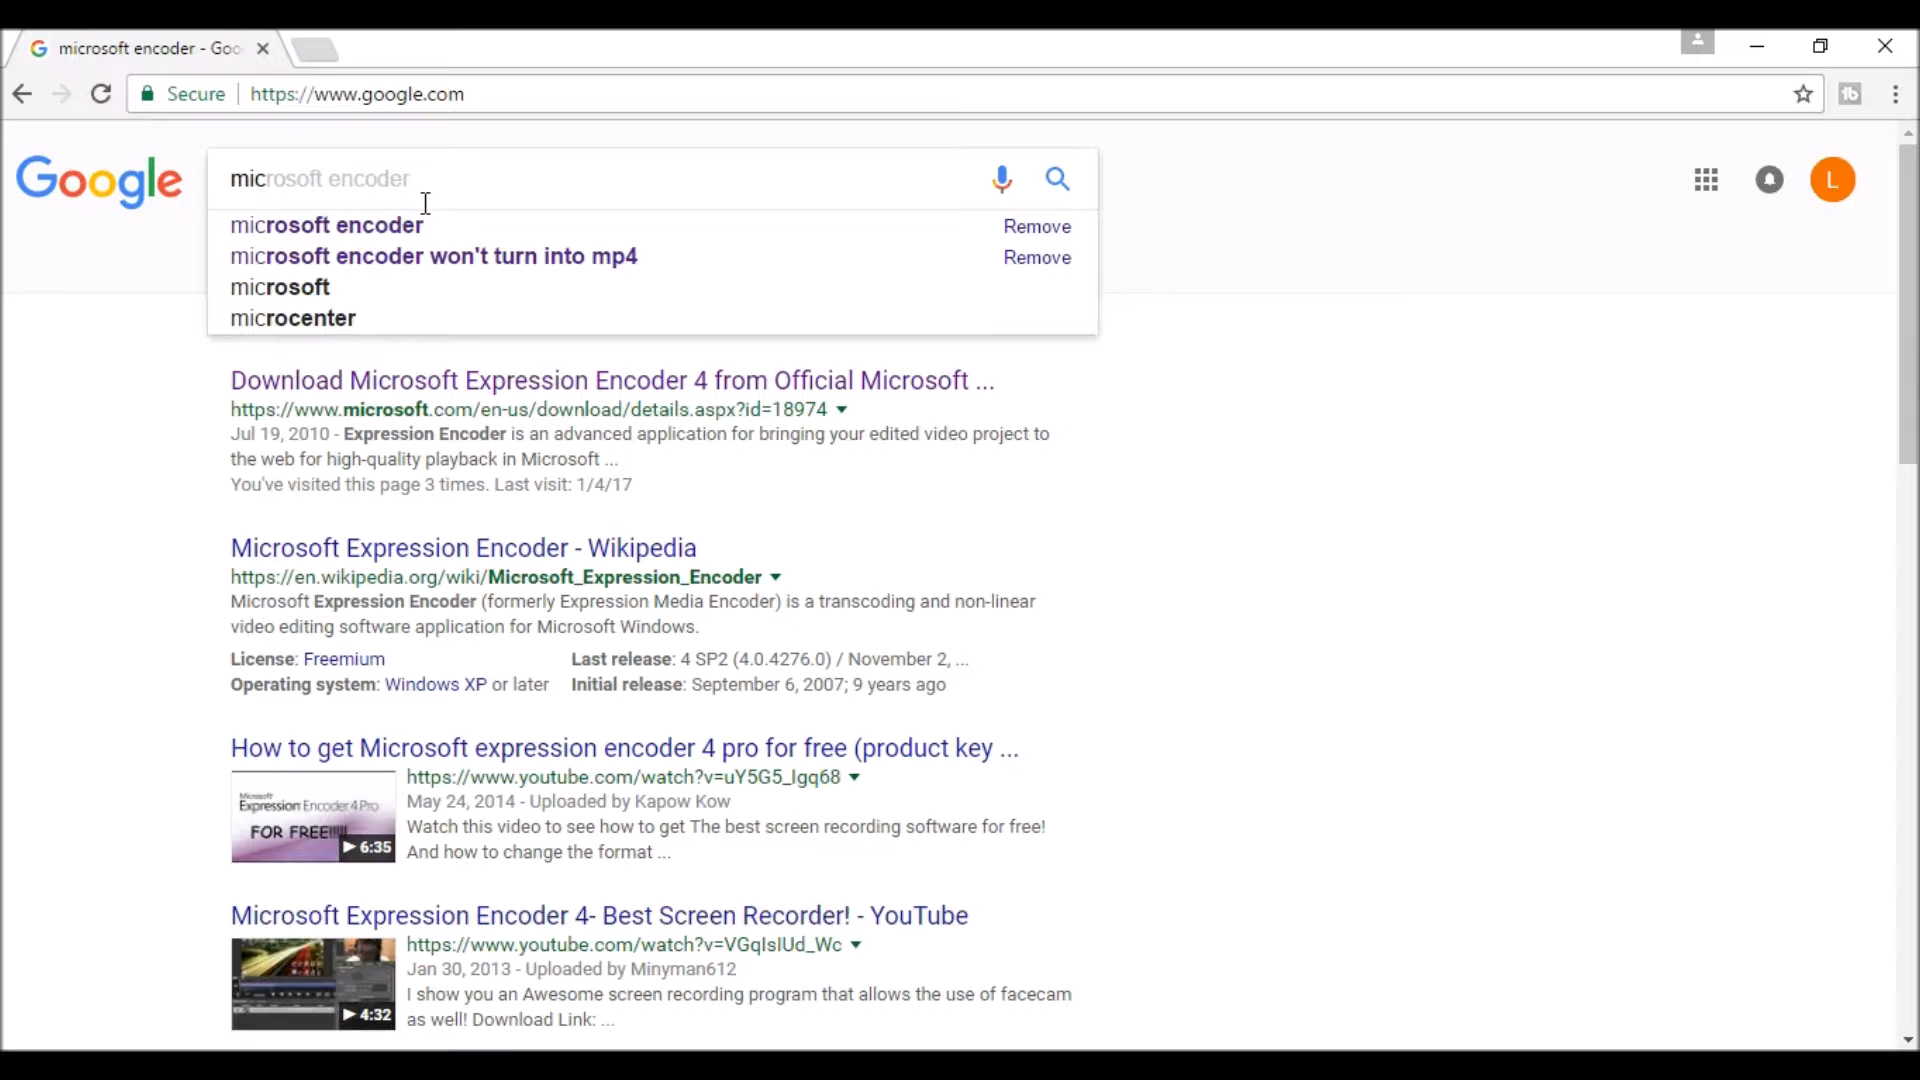 microsoft encoder - Goo
Secure
https://www.google.com
Google
microsoft encoder
L
microsoft encoder Remove
microsoft encoder won't turn into mp4 Remove
microsoft
microcenter
Download Microsoft Expression Encoder 4 from Official Microsoft ...
https://www.microsoft.com/en-us/download/details.aspx?id=18974
Jul 19, 2010 - Expression Encoder is an advanced application for bringing your edited video project to
the web for high-quality playback in Microsoft ...
You've visited this page 3 times. Last visit: 1/4/17
Microsoft Expression Encoder - Wikipedia
https://en.wikipedia.org/wiki/Microsoft_Expression_Encoder
Microsoft Expression Encoder (formerly Expression Media Encoder) is a transcoding and non-linear
video editing software application for Microsoft Windows.
License: Freemium Last release: 4 SP2 (4.0.4276.0) / November 2, ...
Operating system: Windows XP or later Initial release: September 6, 2007; 9 years ago
How to get Microsoft expression encoder 4 pro for free (product key ...
https://www.youtube.com/watch?v=uY5G5_Igq68
May 24, 2014 - Uploaded by Kapow Kow
Watch this video to see how to get The best screen recording software for free!
And how to change the format ...
Microsoft
Expression Encoder 4 Pro
FOR FREE!!!!!
6:35
Microsoft Expression Encoder 4- Best Screen Recorder! - YouTube
https://www.youtube.com/watch?v=VGqIsIUd_Wc
Jan 30, 2013 - Uploaded by Minyman612
I show you an Awesome screen recording program that allows the use of facecam
as well! Download Link: ...
4:32